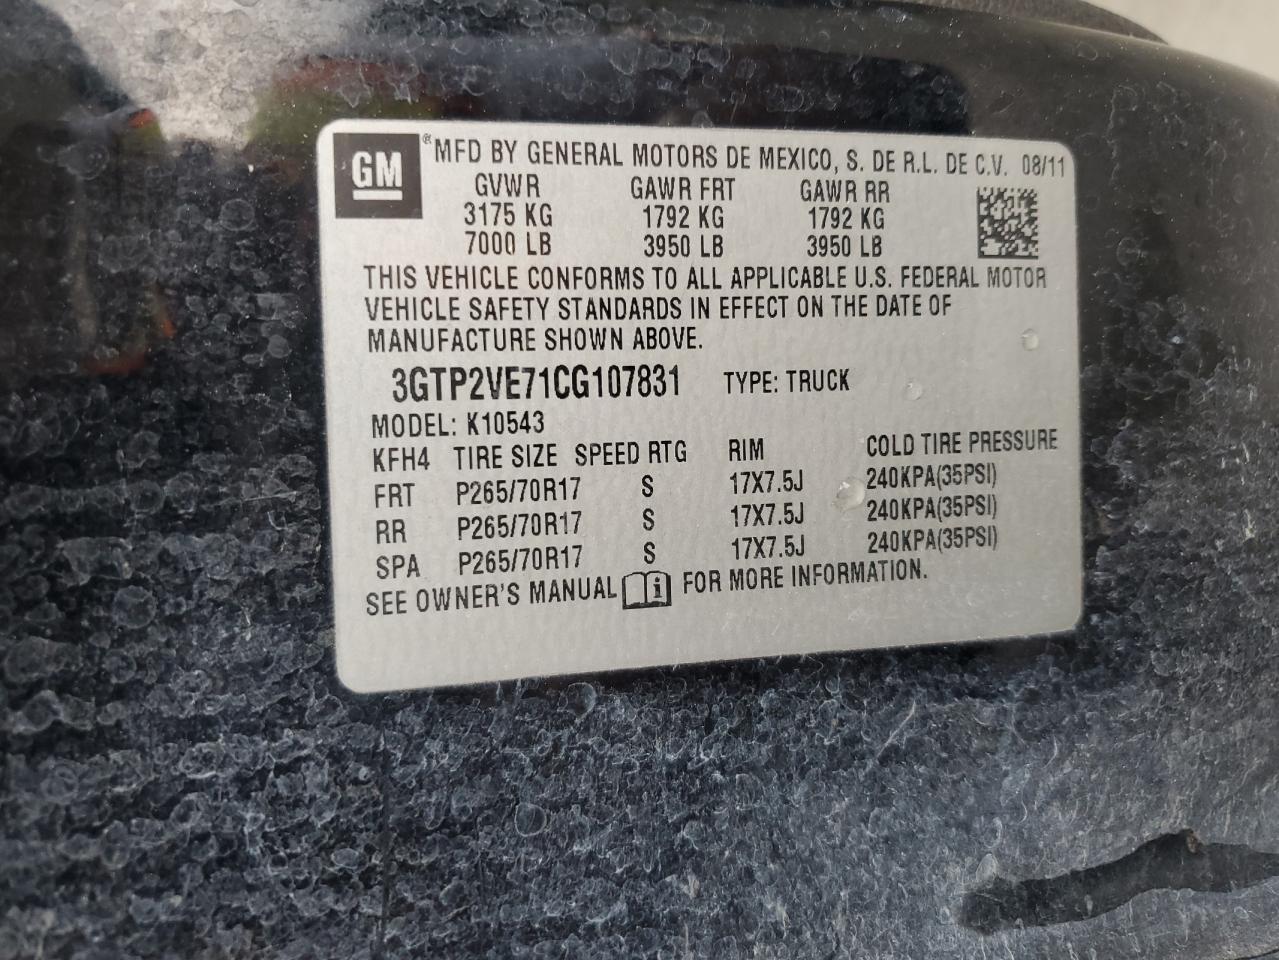 GM ® MFD BY GENERAL MOTORS DE MEXICO, S. DE R.L. DE C.V. 08/11
GVWR GAWR FRT GAWR RR
3175 KG 1792 KG 1792 KG
7000 LB 3950 LB 3950 LB
THIS VEHICLE CONFORMS TO ALL APPLICABLE U.S. FEDERAL MOTOR
VEHICLE SAFETY STANDARDS IN EFFECT ON THE DATE OF
MANUFACTURE SHOWN ABOVE.
3GTP2VE71CG107831 TYPE: TRUCK
MODEL: K10543
KFH4 TIRE SIZE SPEED RTG RIM COLD TIRE PRESSURE
FRT P265/70R17 S 17X7.5J 240KPA(35PSI)
RR P265/70R17 S 17X7.5J 240KPA(35PSI)
SPA P265/70R17 S 17X7.5J 240KPA(35PSI)
SEE OWNER'S MANUAL i FOR MORE INFORMATION.